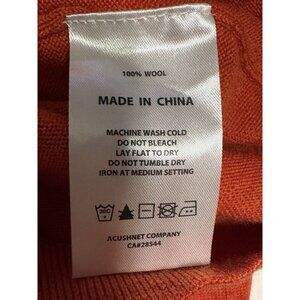 100% WOOL
MADE IN CHINA
MACHINE WASH COLD
DO NOT BLEACH
LAY FLAT TO DRY
DO NOT TUMBLE DRY
IRON AT MEDIUM SETTING
30C
ACUSHNET COMPANY
CA#28544